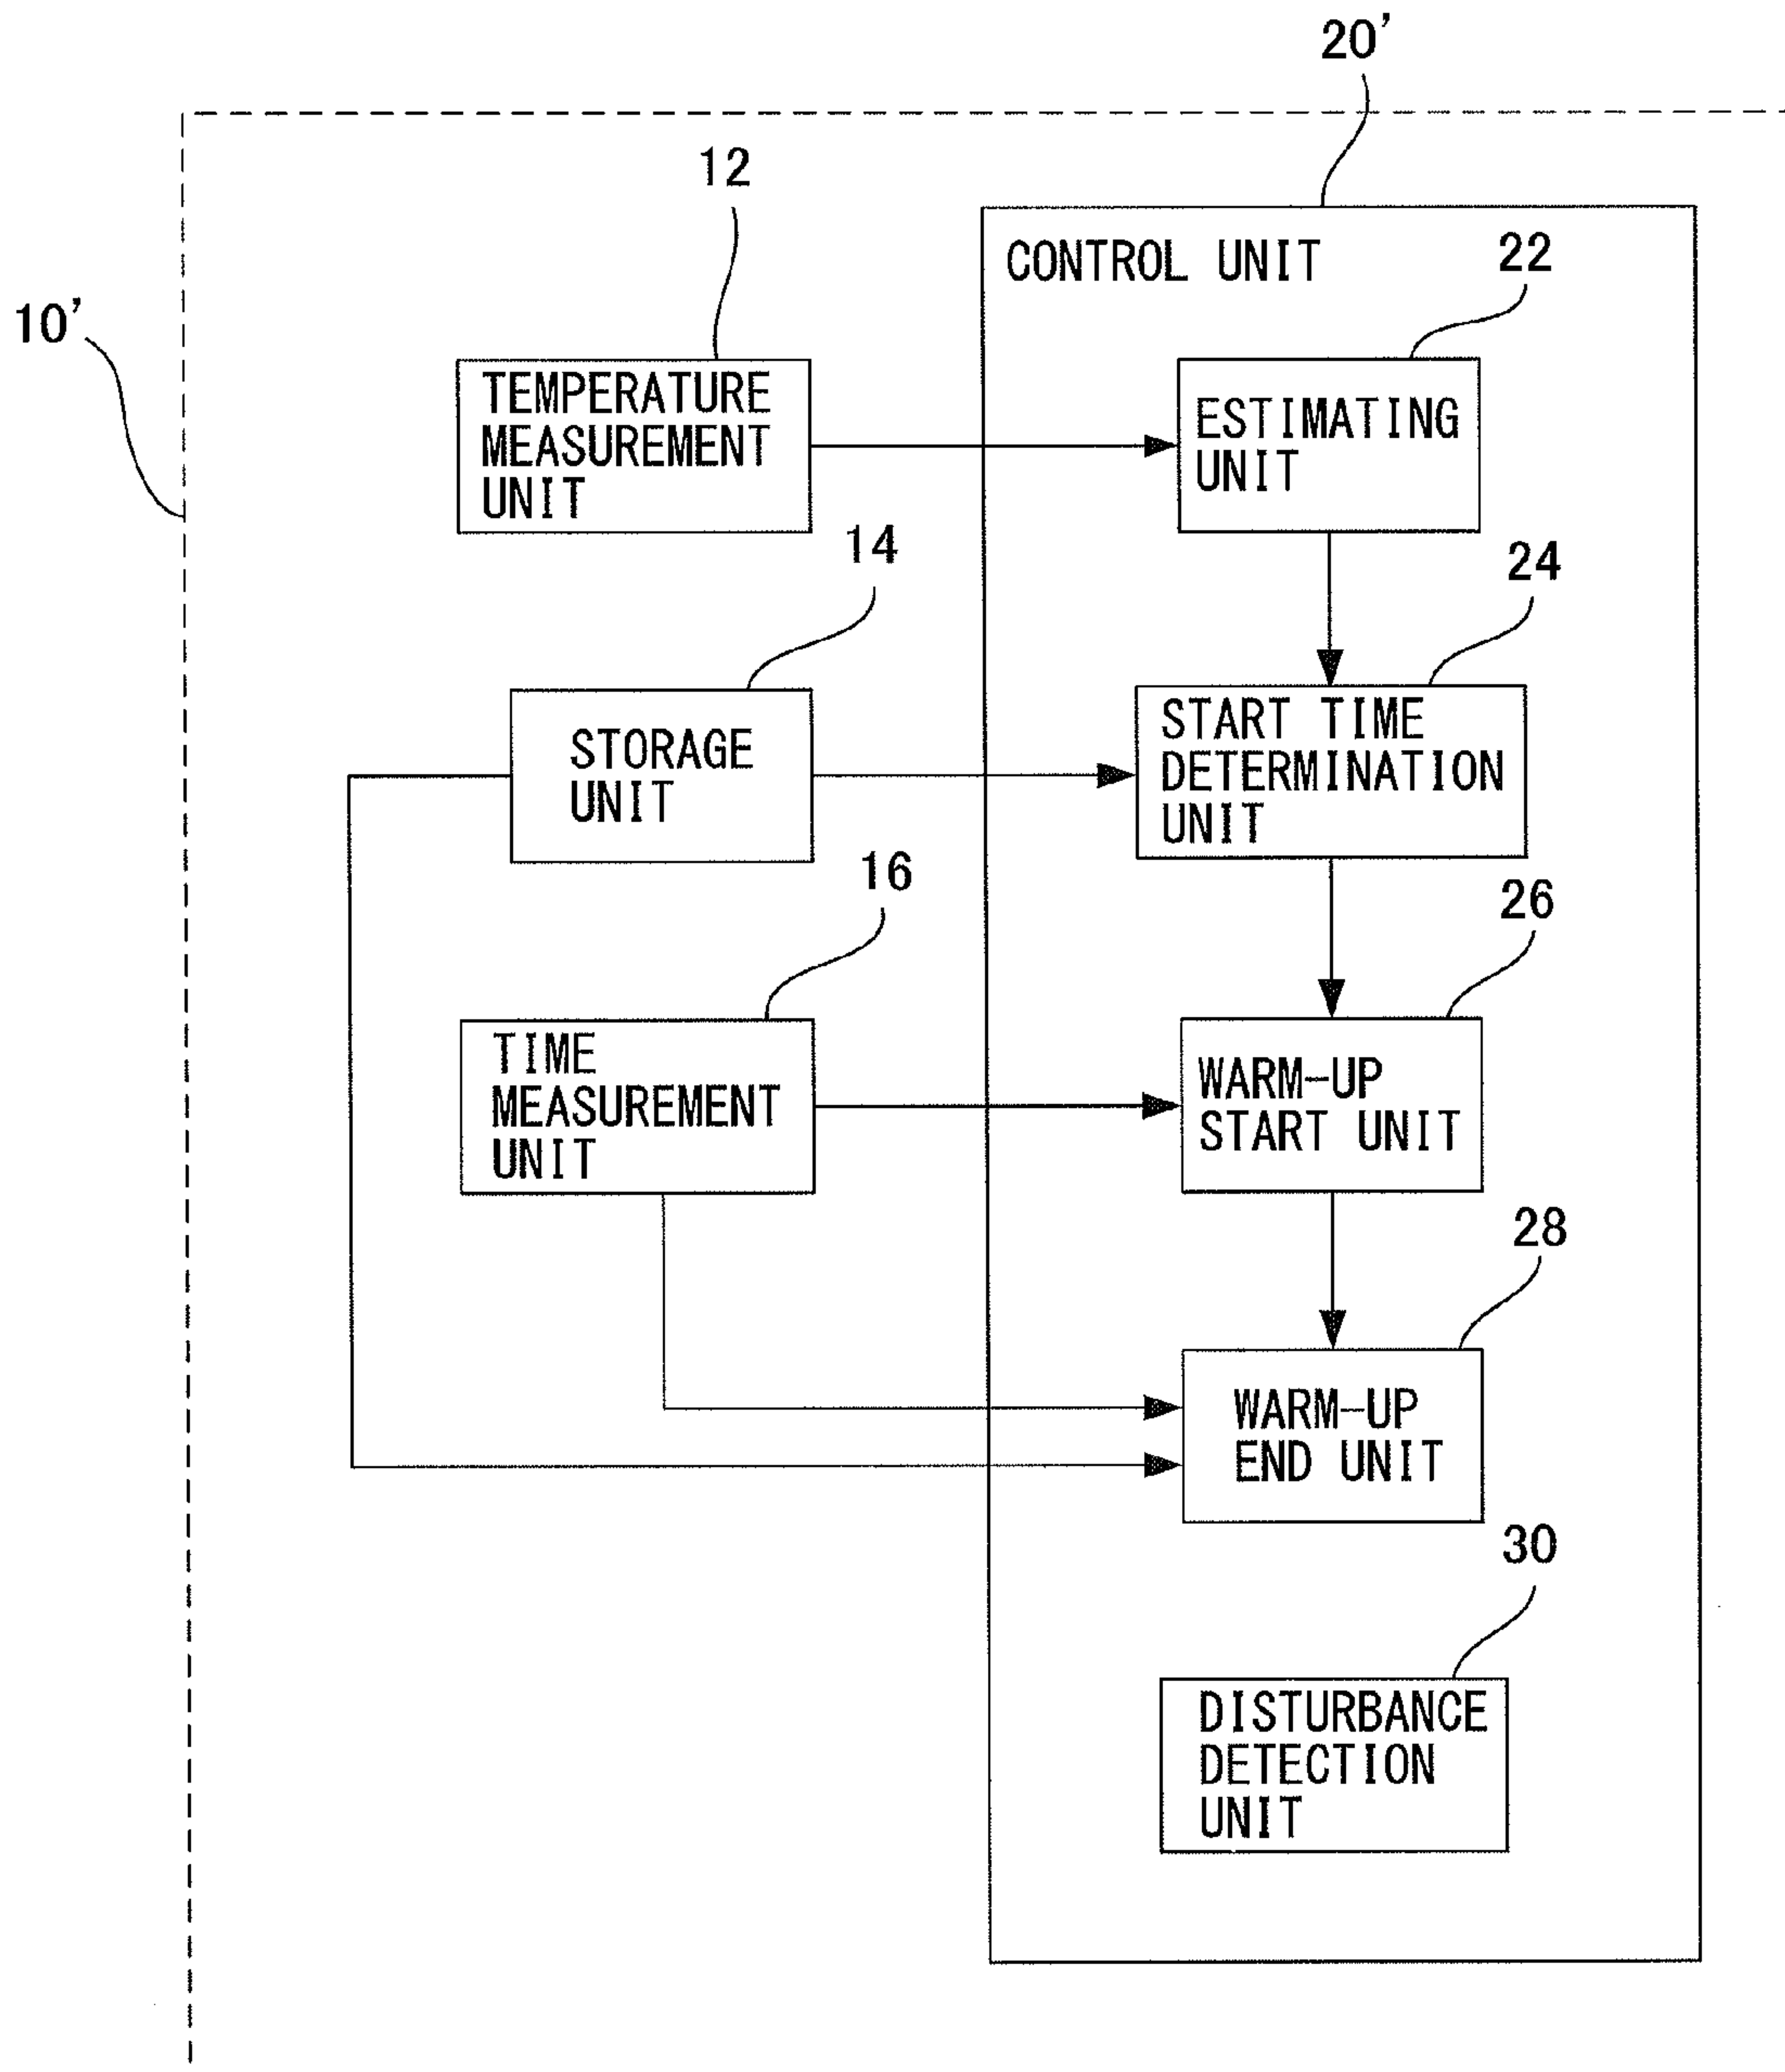 20'
12
CONTROL UNIT
22
10'
TEMPERATURE
MEASUREMENT
UNIT
ESTIMATING
UNIT
14
24
STORAGE
UNIT
START TIME
DETERMINATION
UNIT
16
26
TIME
MEASUREMENT
UNIT
WARM-UP
START UNIT
28
WARM-UP
END UNIT
30
DISTURBANCE
DETECTION
UNIT